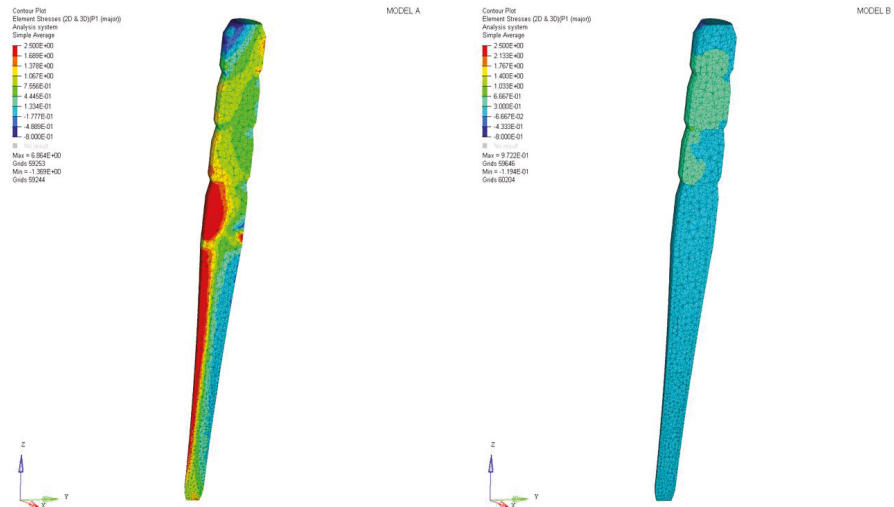 Contour Plot
Element Stresses (2D & 3D)(P1 (major))
Analysis system
Simple Average
2.500E+00
1.689E+00
1.378E+00
1.067E+00
7.556E-01
4.445E-01
1.334E-01
-1.777E-01
-4.889E-01
-8.000E-01
No result
Max = 6.864E+00
Grids 59253
Min = -1.369E+00
Grids 59244
MODEL A
Z
Y
X
Contour Plot
Element Stresses (2D & 3D)(P1 (major))
Analysis system
Simple Average
2.500E+00
2.133E+00
1.767E+00
1.400E+00
1.033E+00
6.667E-01
3.000E-01
-6.667E-02
-4.333E-01
-8.000E-01
No result
Max = 9.722E-01
Grids 59646
Min = -1.194E-01
Grids 60204
MODEL B
Z
Y
X